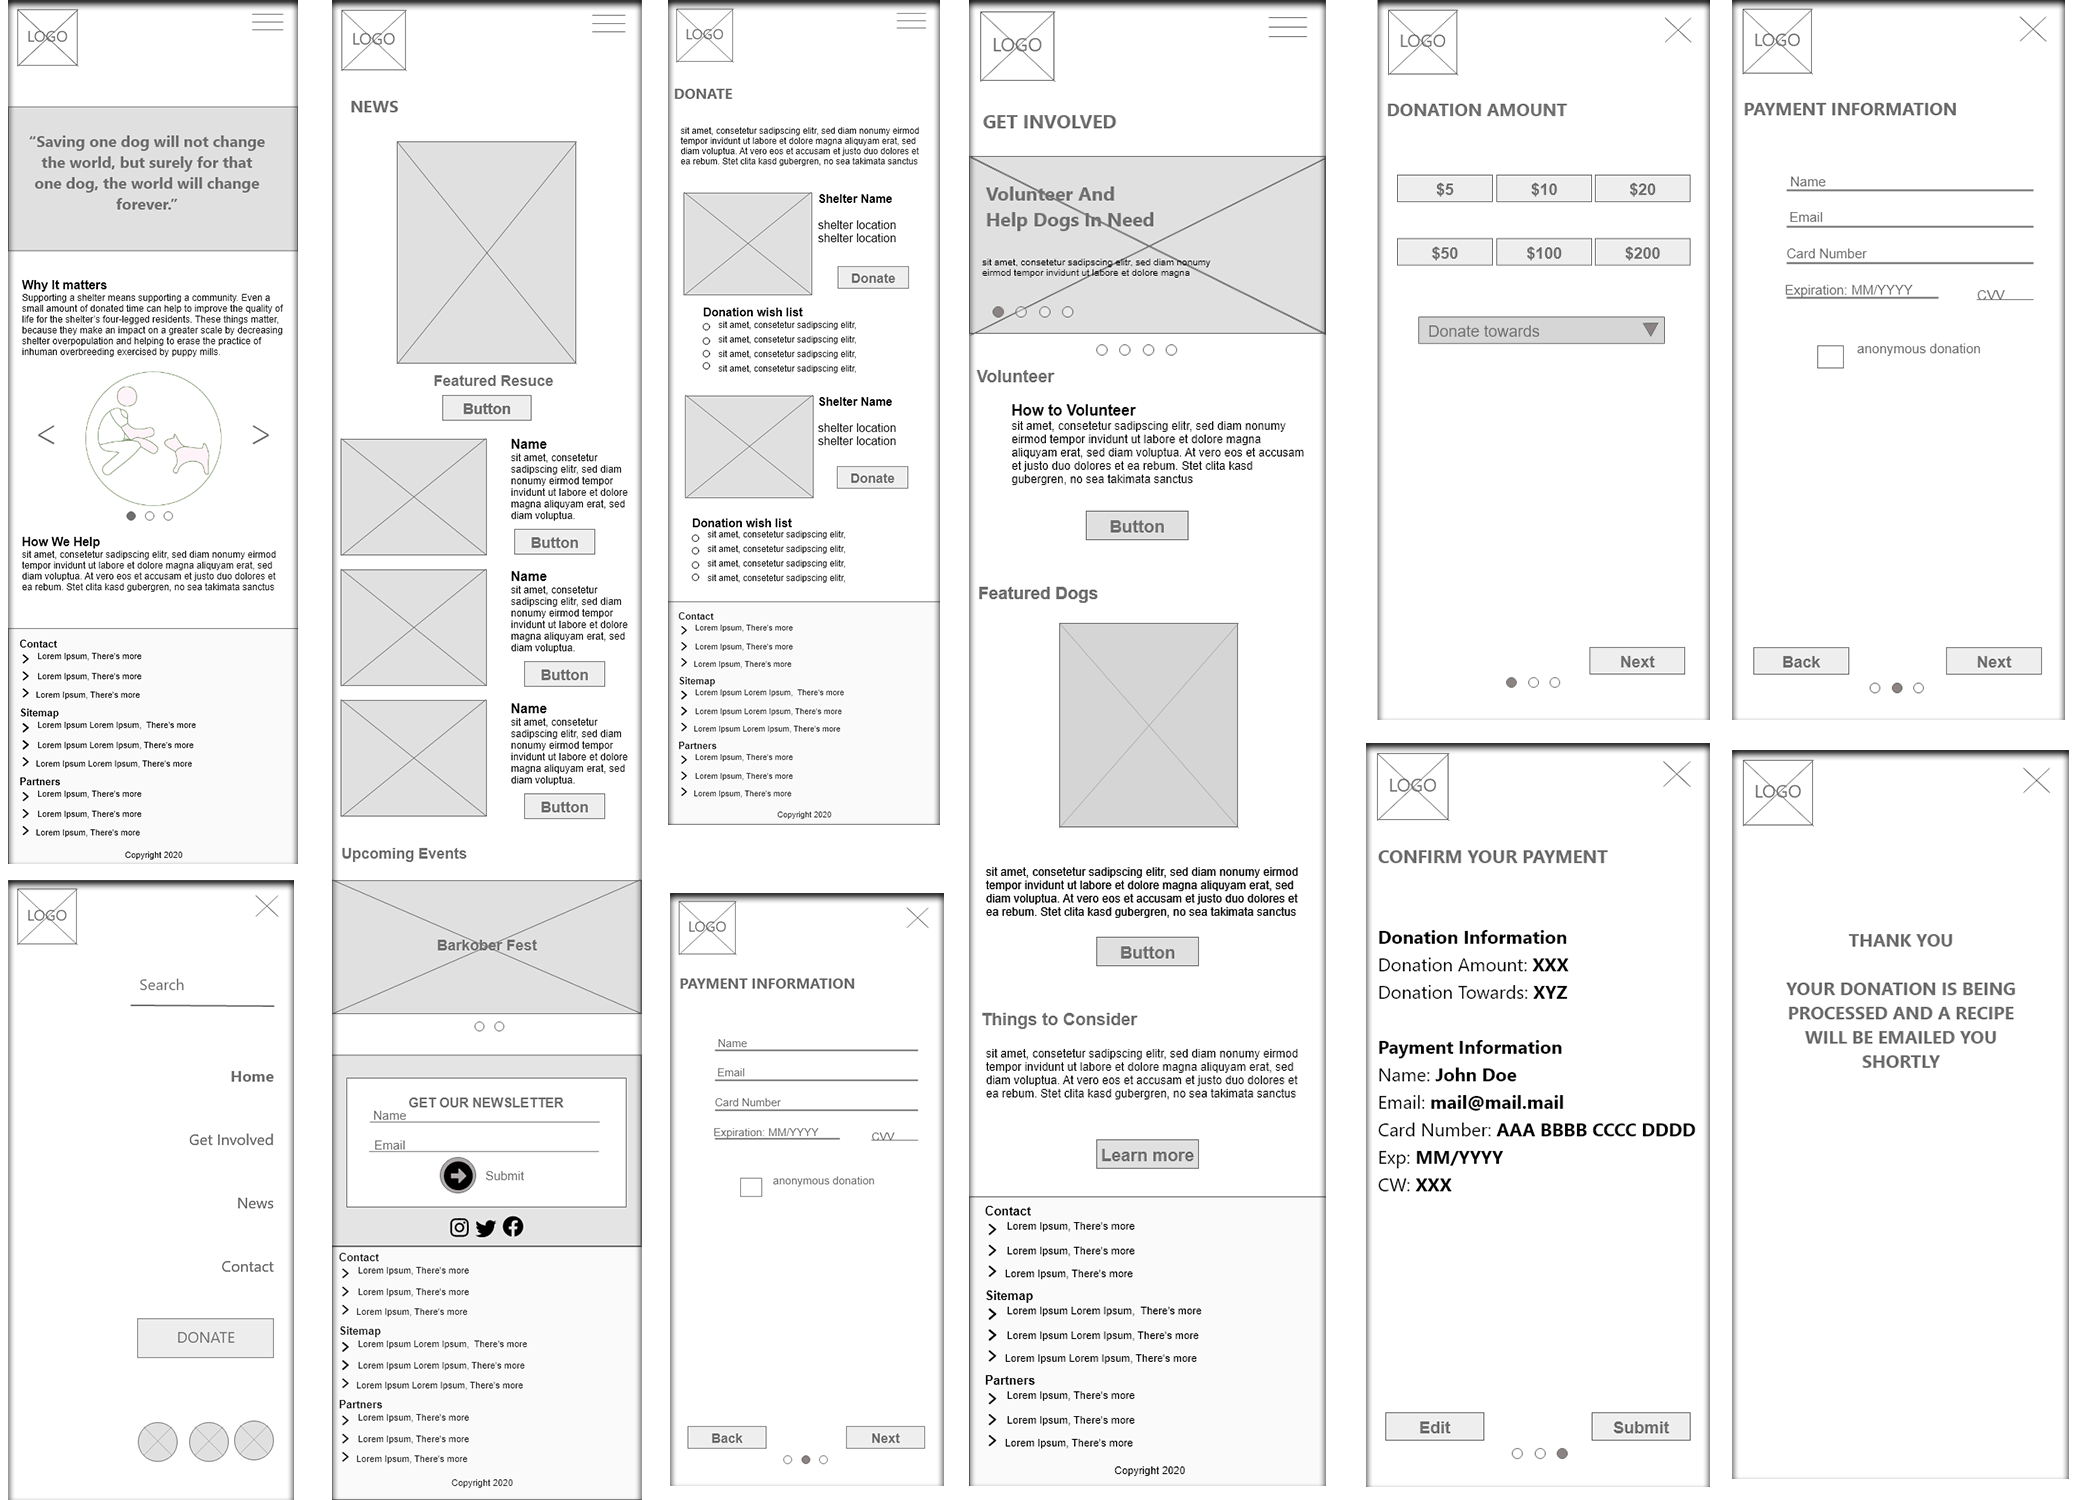 LOGO
“Saving one dog will not change
the world, but surely for that
one dog, the world will change
forever.”
Why It matters
Supporting a shelter means supporting a community. Even a
small amount of donated time can help to improve the quality of
life for the shelter's four-legged residents. These things matter,
because they make an impact on a greater scale by decreasing
shelter overpopulation and helping to erase the practice of
inhuman overbreeding exercised by puppy mills.
<
>
How We Help
sit amet, consetetur sadipscing elitr, sed diam nonumy eirmod
tempor invidunt ut labore et dolore magna aliquyam erat, sed
diam voluptua. At vero eos et accusam et justo duo dolores et
ea rebum. Stet clita kasd gubergren, no sea takimata sanctus
Contact
Lorem Ipsum, There's more
Lorem Ipsum, There's more
Lorem Ipsum, There's more
Sitemap
Lorem Ipsum Lorem Ipsum, There's more
Lorem Ipsum Lorem Ipsum, There's more
Lorem Ipsum Lorem Ipsum, There's more
Partners
Lorem Ipsum, There's more
Lorem Ipsum, There's more
Lorem Ipsum, There's more
Copyright 2020
LOGO
Search
Home
Get Involved
News
Contact
DONATE
LOGO
NEWS
Featured Resuce
Button
Name
sit amet, consetetur
sadipscing elitr, sed diam
nonumy eirmod tempor
invidunt ut labore et dolore
magna aliquyam erat, sed
diam voluptua.
Button
Name
sit amet, consetetur
sadipscing elitr, sed diam
nonumy eirmod tempor
invidunt ut labore et dolore
magna aliquyam erat, sed
diam voluptua.
Button
Name
sit amet, consetetur
sadipscing elitr, sed diam
nonumy eirmod tempor
invidunt ut labore et dolore
magna aliquyam erat, sed
diam voluptua.
Button
Upcoming Events
Barkober Fest
GET OUR NEWSLETTER
Name
Email
Submit
Contact
Lorem Ipsum, There's more
Lorem Ipsum, There's more
Lorem Ipsum, There's more
Sitemap
Lorem Ipsum Lorem Ipsum, There's more
Lorem Ipsum Lorem Ipsum, There's more
Lorem Ipsum Lorem Ipsum, There's more
Partners
Lorem Ipsum, There's more
Lorem Ipsum, There's more
Lorem Ipsum, There's more
Copyright 2020
LOGO
DONATE
sit amet, consetetur sadipscing elitr, sed diam nonumy eirmod
tempor invidunt ut labore et dolore magna aliquyam erat, sed
diam voluptua. At vero eos et accusam et justo duo dolores et
ea rebum. Stet clita kasd gubergren, no sea takimata sanctus
Shelter Name
shelter location
shelter location
Donate
Donation wish list
sit amet, consetetur sadipscing elitr,
sit amet, consetetur sadipscing elitr,
sit amet, consetetur sadipscing elitr,
sit amet, consetetur sadipscing elitr,
Shelter Name
shelter location
shelter location
Donate
Donation wish list
sit amet, consetetur sadipscing elitr,
sit amet, consetetur sadipscing elitr,
sit amet, consetetur sadipscing elitr,
sit amet, consetetur sadipscing elitr,
Contact
Lorem Ipsum, There's more
Lorem Ipsum, There's more
Lorem Ipsum, There's more
Sitemap
Lorem Ipsum Lorem Ipsum, There's more
Lorem Ipsum Lorem Ipsum, There's more
Lorem Ipsum Lorem Ipsum, There's more
Partners
Lorem Ipsum, There's more
Lorem Ipsum, There's more
Lorem Ipsum, There's more
Copyright 2020
LOGO
PAYMENT INFORMATION
Name
Email
Card Number
Expiration: MM/YYYY
CVV
anonymous donation
Back
Next
LOGO
GET INVOLVED
Volunteer And
Help Dogs In Need
sit amet, consetetur sadipscing elitr, sed diam nonumy
eirmod tempor invidunt ut labore et dolore magna
Volunteer
How to Volunteer
sit amet, consetetur sadipscing elitr, sed diam nonumy
eirmod tempor invidunt ut labore et dolore magna
aliquyam erat, sed diam voluptua. At vero eos et accusam
et justo duo dolores et ea rebum. Stet clita kasd
gubergren, no sea takimata sanctus
Button
Featured Dogs
sit amet, consetetur sadipscing elitr, sed diam nonumy eirmod
tempor invidunt ut labore et dolore magna aliquyam erat, sed
diam voluptua. At vero eos et accusam et justo duo dolores et
ea rebum. Stet clita kasd gubergren, no sea takimata sanctus
Button
Things to Consider
sit amet, consetetur sadipscing elitr, sed diam nonumy eirmod
tempor invidunt ut labore et dolore magna aliquyam erat, sed
diam voluptua. At vero eos et accusam et justo duo dolores et
ea rebum. Stet clita kasd gubergren, no sea takimata sanctus
Learn more
Contact
Lorem Ipsum, There's more
Lorem Ipsum, There's more
Lorem Ipsum, There's more
Sitemap
Lorem Ipsum Lorem Ipsum, There's more
Lorem Ipsum Lorem Ipsum, There's more
Lorem Ipsum Lorem Ipsum, There's more
Partners
Lorem Ipsum, There's more
Lorem Ipsum, There's more
Lorem Ipsum, There's more
Copyright 2020
LOGO
DONATION AMOUNT
$5 $10 $20
$50 $100 $200
Donate towards
Next
LOGO
PAYMENT INFORMATION
Name
Email
Card Number
Expiration: MM/YYYY
CVV
anonymous donation
Back
Next
LOGO
CONFIRM YOUR PAYMENT
Donation Information
Donation Amount: XXX
Donation Towards: XYZ
Payment Information
Name: John Doe
Email: mail@mail.mail
Card Number: AAA BBBB CCCC DDDD
Exp: MM/YYYY
CW: XXX
Edit
Submit
LOGO
THANK YOU
YOUR DONATION IS BEING
PROCESSED AND A RECIPE
WILL BE EMAILED YOU
SHORTLY